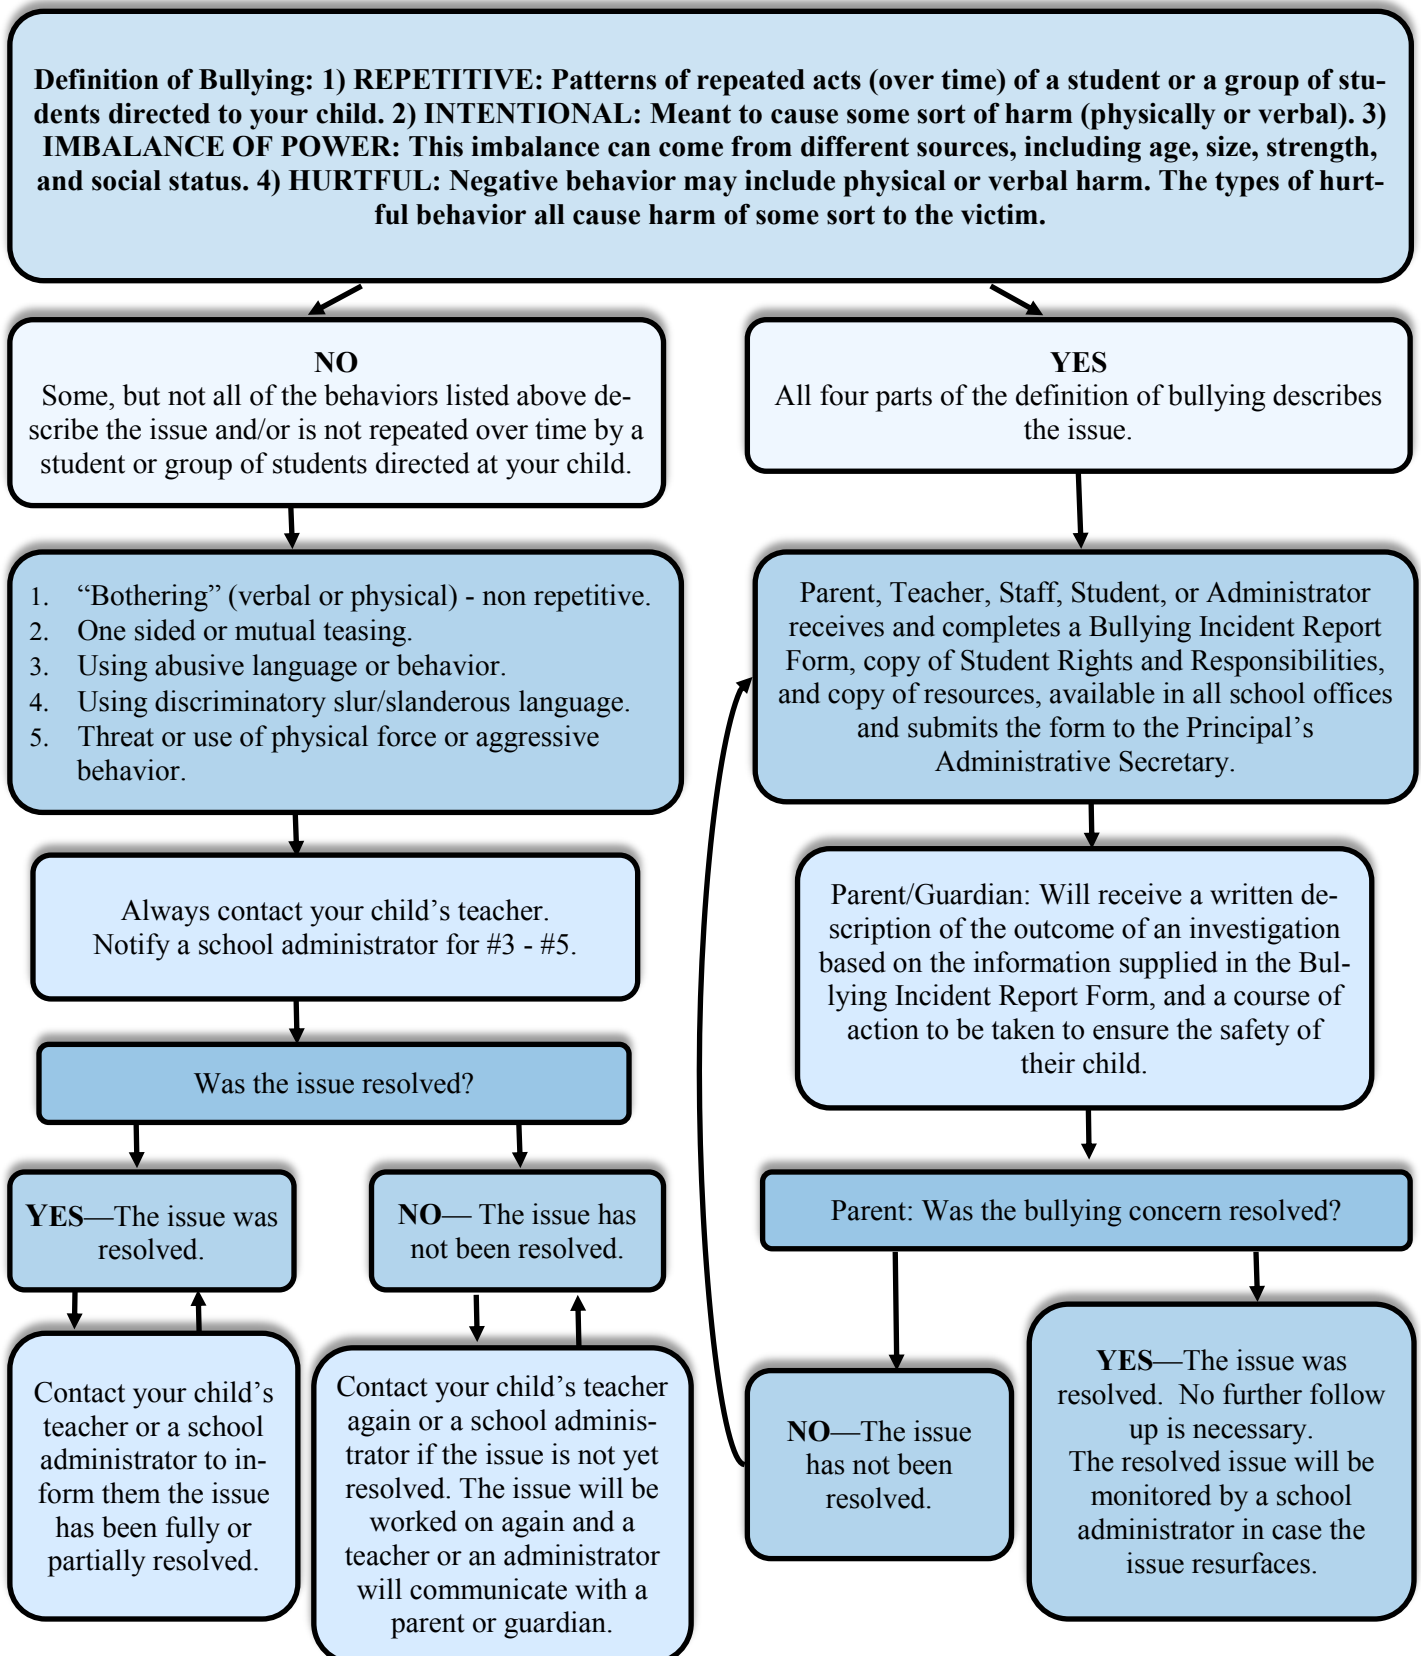 Definition of Bullying: 1) REPETITIVE: Patterns of repeated acts (over time) of a student or a group of stu-
dents directed to your child. 2) INTENTIONAL: Meant to cause some sort of harm (physically or verbal). 3)
IMBALANCE OF POWER: This imbalance can come from different sources, including age, size, strength,
and social status. 4) HURTFUL: Negative behavior may include physical or verbal harm. The types of hurt-
ful behavior all cause harm of some sort to the victim.
NO
Some, but not all of the behaviors listed above de-
scribe the issue and/or is not repeated over time by a
student or group of students directed at your child.
YES
All four parts of the definition of bullying describes
the issue.
1. “Bothering” (verbal or physical) - non repetitive.
2. One sided or mutual teasing.
3. Using abusive language or behavior.
4. Using discriminatory slur/slanderous language.
5. Threat or use of physical force or aggressive
behavior.
Parent, Teacher, Staff, Student, or Administrator
receives and completes a Bullying Incident Report
Form, copy of Student Rights and Responsibilities,
and copy of resources, available in all school offices
and submits the form to the Principal’s
Administrative Secretary.
Always contact your child’s teacher.
Notify a school administrator for #3 - #5.
Parent/Guardian: Will receive a written de-
scription of the outcome of an investigation
based on the information supplied in the Bul-
lying Incident Report Form, and a course of
action to be taken to ensure the safety of
their child.
Was the issue resolved?
YES—The issue was
resolved.
NO— The issue has
not been resolved.
Parent: Was the bullying concern resolved?
Contact your child’s
teacher or a school
administrator to in-
form them the issue
has been fully or
partially resolved.
Contact your child’s teacher
again or a school adminis-
trator if the issue is not yet
resolved. The issue will be
worked on again and a
teacher or an administrator
will communicate with a
parent or guardian.
NO—The issue
has not been
resolved.
YES—The issue was
resolved. No further follow
up is necessary.
The resolved issue will be
monitored by a school
administrator in case the
issue resurfaces.